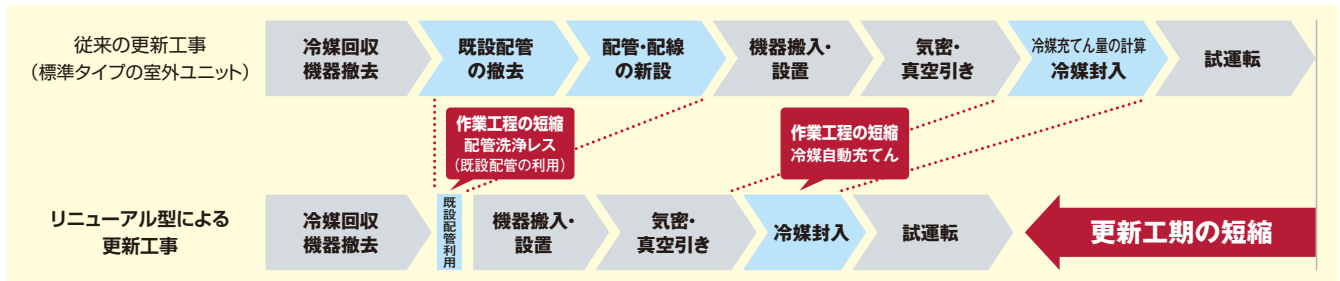 従来の更新工事
(標準タイプの室外ユニット)
冷媒回収
機器撤去
既設配管
の撤去
配管・配線
の新設
機器搬入・
設置
気密・
真空引き
冷媒充てん量の計算
冷媒封入
試運転
作業工程の短縮
配管洗浄レス
(既設配管の利用)
作業工程の短縮
冷媒自動充てん
リニューアル型による
更新工事
冷媒回収
機器撤去
既設配管利用
機器搬入・
設置
気密・
真空引き
冷媒封入
試運転
更新工期の短縮